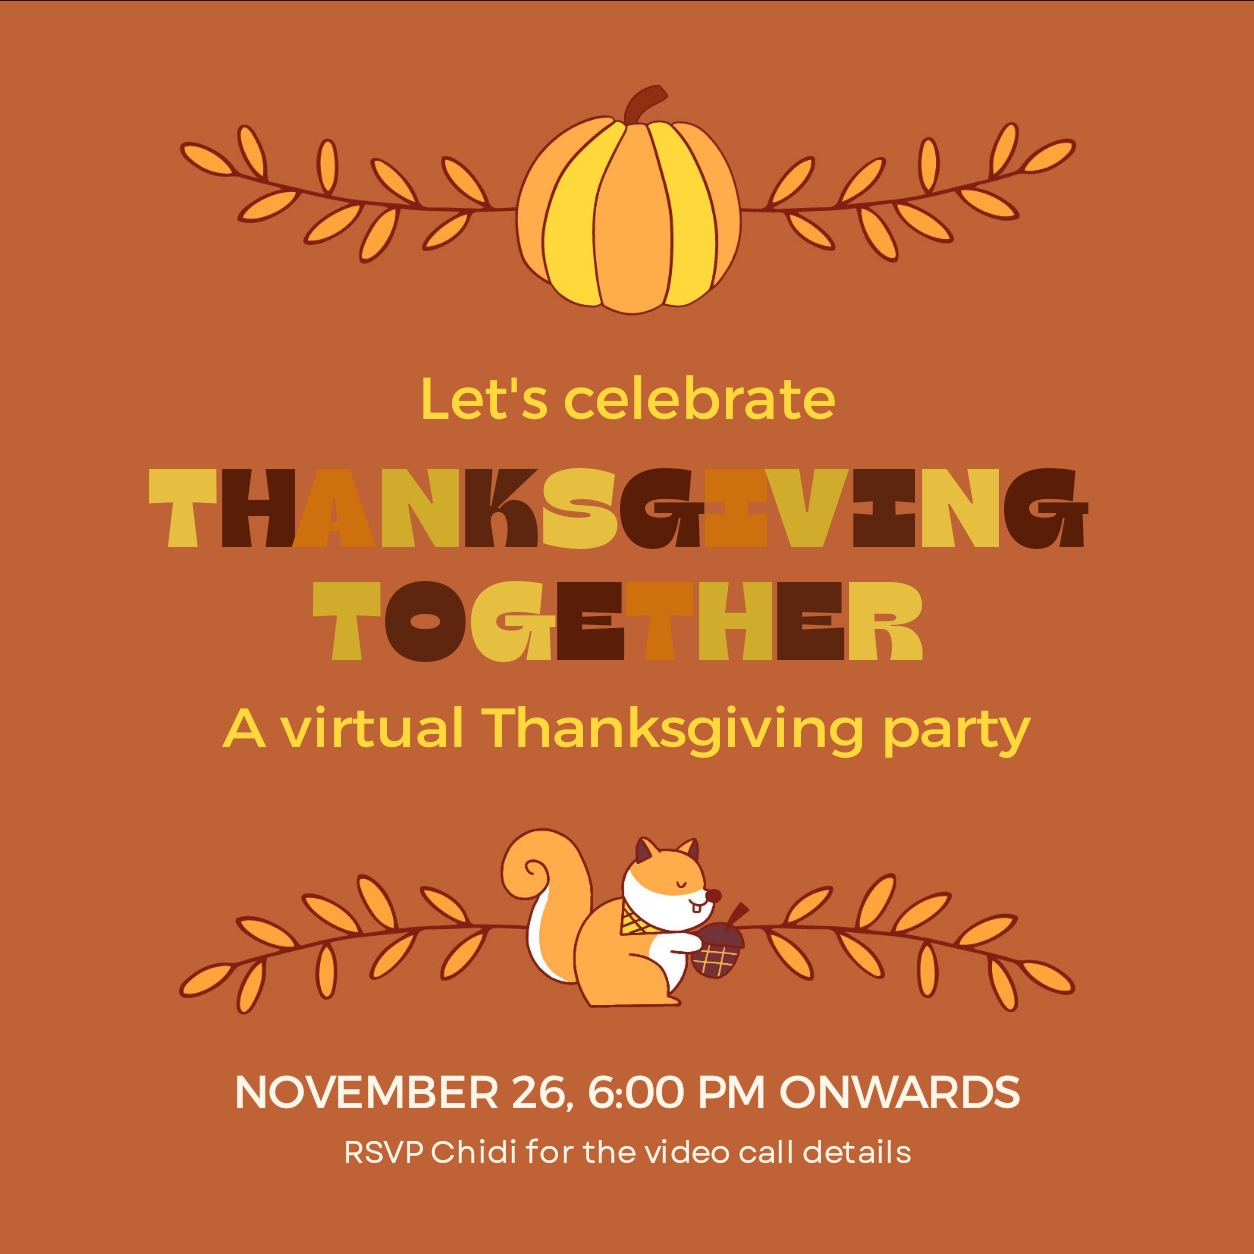 Let's celebrate
THANKSGIVING
TOGETHER
A virtual Thanksgiving party
NOVEMBER 26, 6:00 PM ONWARDS
RSVP Chidi for the video call details